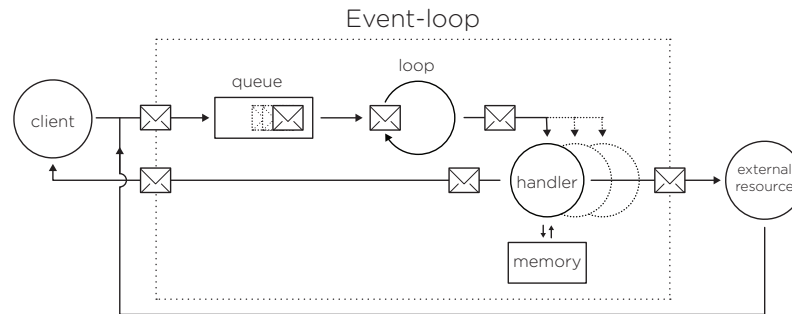 Event-loop
loop
queue
client
handler
external
resource
memory